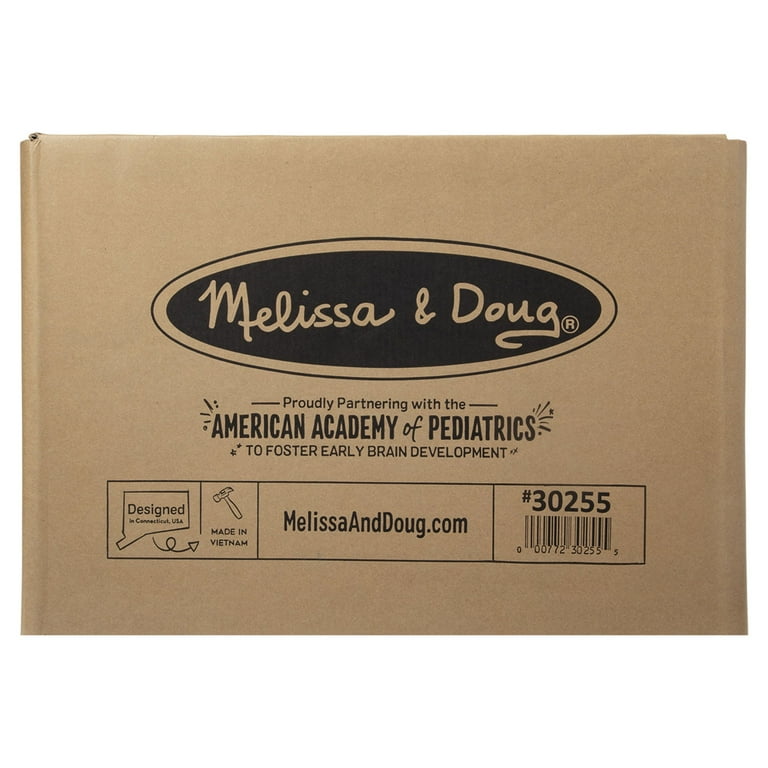 Melissa & Doug®
Proudly Partnering with the
AMERICAN ACADEMY of PEDIATRICS
TO FOSTER EARLY BRAIN DEVELOPMENT
Designed
in Connecticut, USA
MADE IN
VIETNAM
MelissaAndDoug.com
#30255
0 00772 30255 5